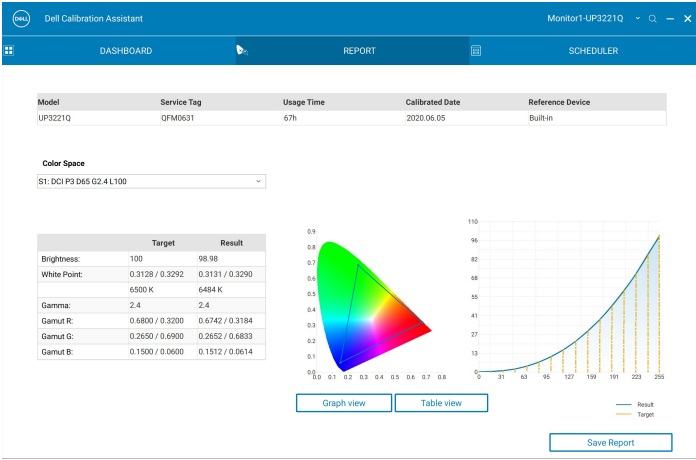 DELL Dell Calibration Assistant Monitor1-UP3221Q
DASHBOARD REPORT SCHEDULER
Model Service Tag Usage Time Calibrated Date Reference Device
UP3221Q QFM0631 67h 2020.06.05 Built-in
Color Space
S1: DCI P3 D65 G2.4 L100
Target Result
Brightness: 100 98.98
White Point: 0.3128 / 0.3292 0.3131 / 0.3290
6500 K 6484 K
Gamma: 2.4 2.4
Gamut R: 0.6800 / 0.3200 0.6742 / 0.3184
Gamut G: 0.2650 / 0.6900 0.2652 / 0.6833
Gamut B: 0.1500 / 0.0600 0.1512 / 0.0614
0.9
0.8
0.7
0.6
0.5
0.4
0.3
0.2
0.1
0.0
0.0 0.1 0.2 0.3 0.4 0.5 0.6 0.7 0.8
110
96
82
68
55
41
27
13
0 31 63 95 127 159 191 223 255
Graph view Table view
Result
Target
Save Report